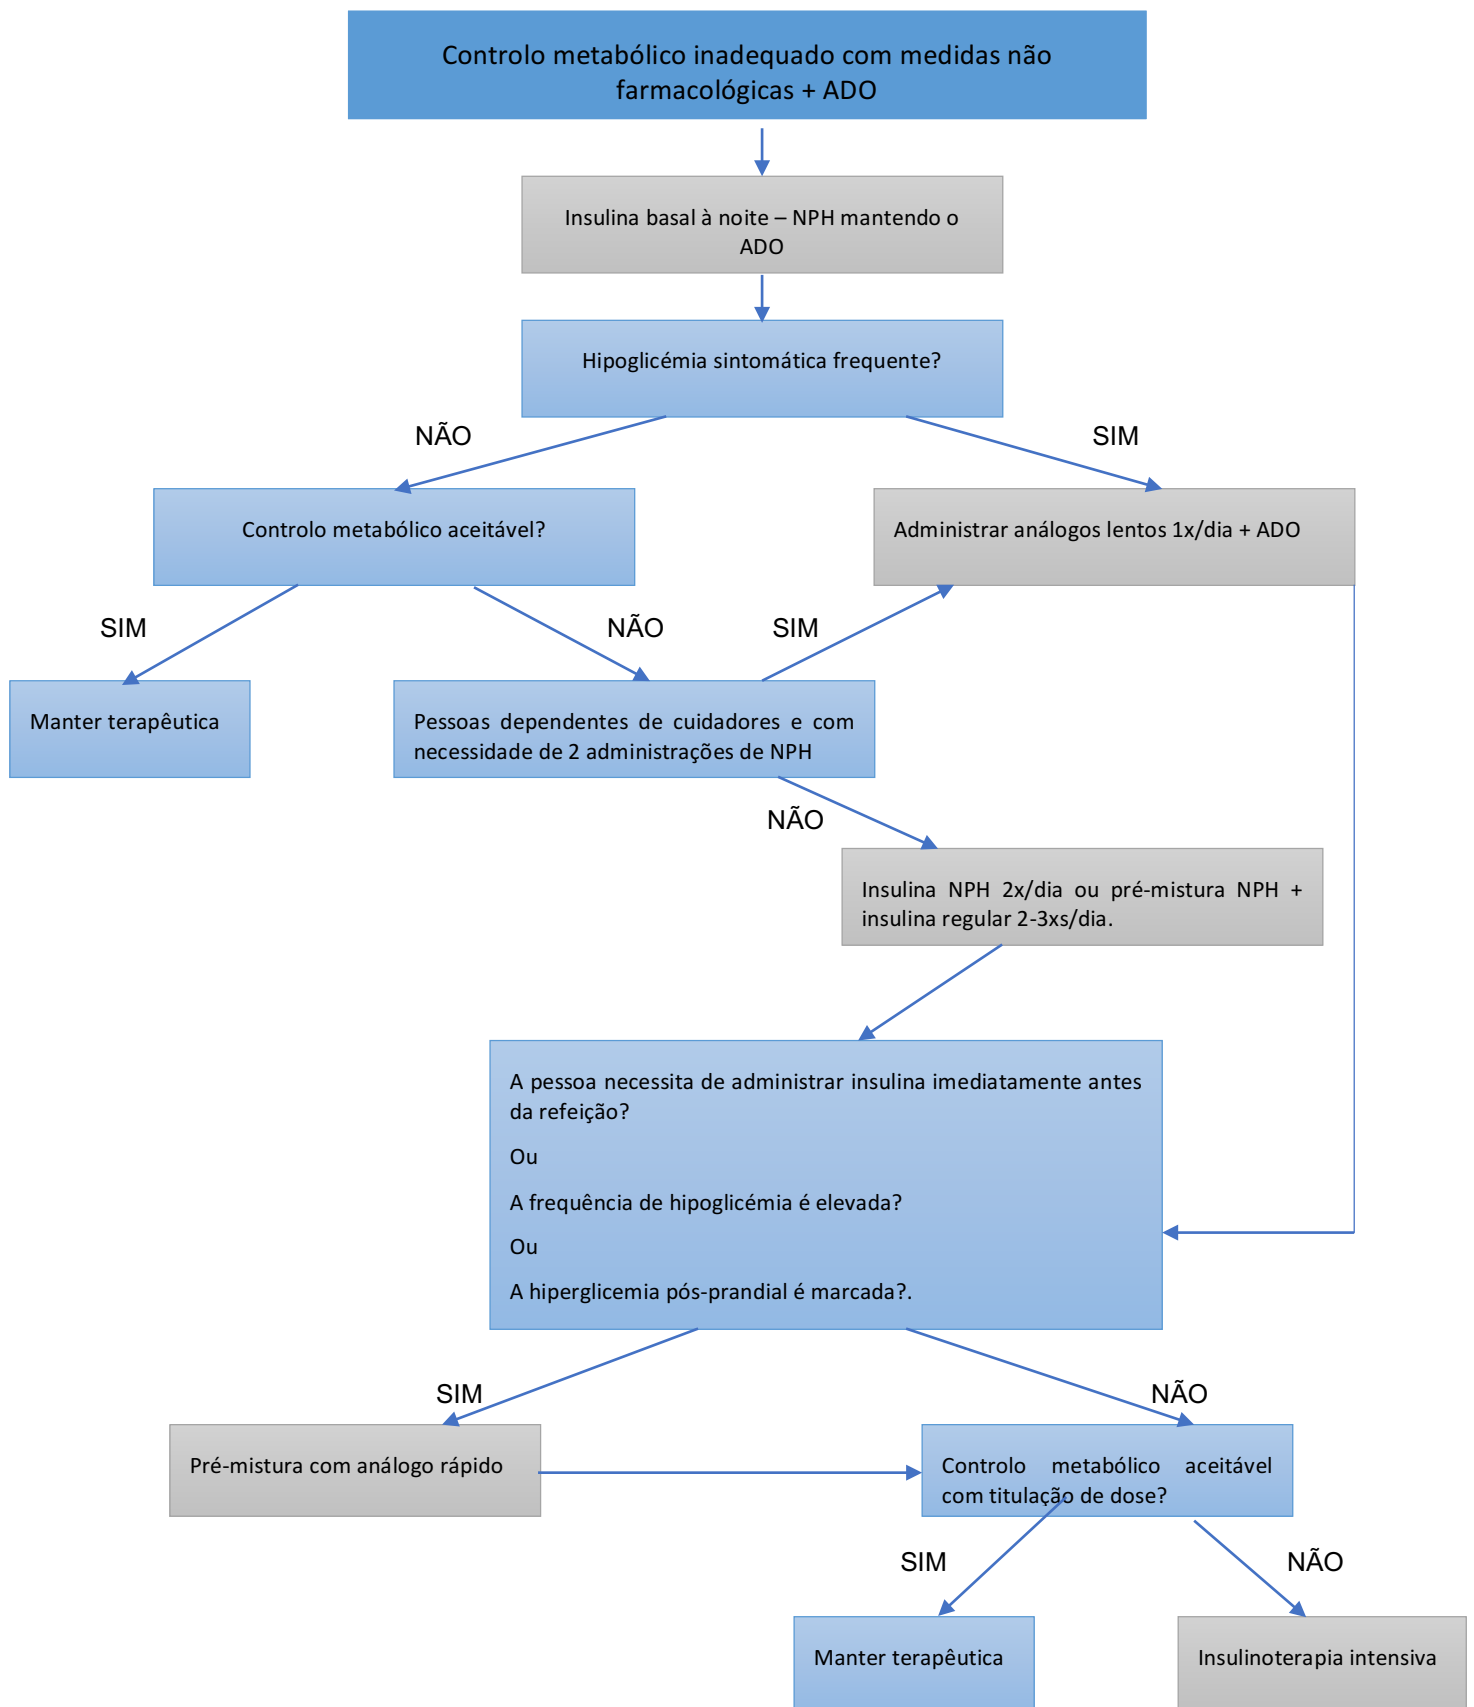 Controlo metabólico inadequado com medidas não
farmacológicas + ADO
Insulina basal à noite – NPH mantendo o
ADO
Hipoglicémia sintomática frequente?
NÃO
SIM
Controlo metabólico aceitável?
Administrar análogos lentos 1x/dia + ADO
SIM
NÃO
SIM
Manter terapêutica
Pessoas dependentes de cuidadores e com
necessidade de 2 administrações de NPH
NÃO
Insulina NPH 2x/dia ou pré-mistura NPH +
insulina regular 2-3xs/dia.
A pessoa necessita de administrar insulina imediatamente antes
da refeição?
Ou
A frequência de hipoglicémia é elevada?
Ou
A hiperglicemia pós-prandial é marcada?.
SIM
NÃO
Pré-mistura com análogo rápido
Controlo metabólico aceitável
com titulação de dose?
SIM
NÃO
Manter terapêutica
Insulinoterapia intensiva